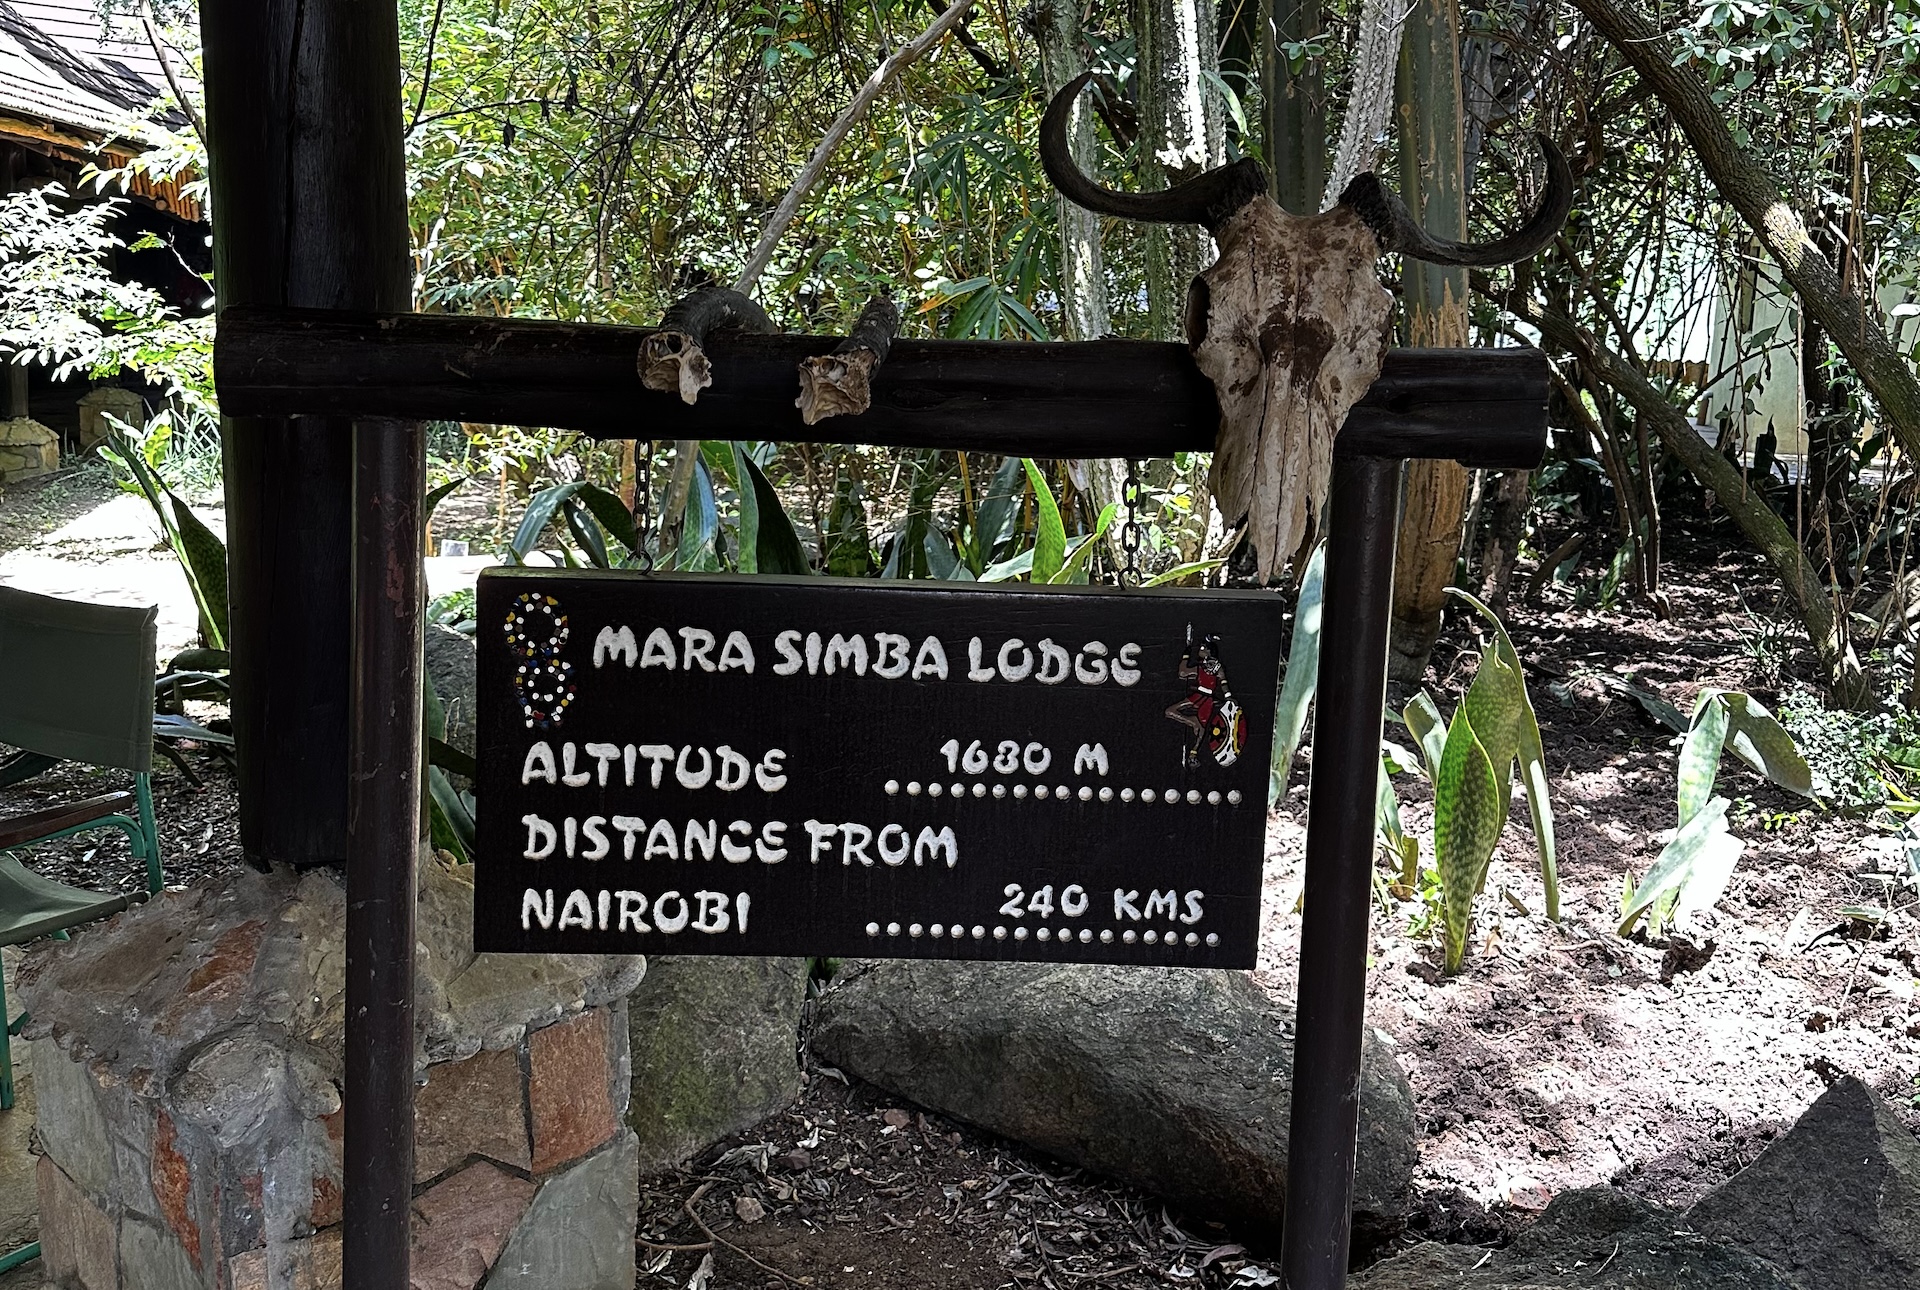 MARA SIMBA LODGE
ALTITUDE 1680 M
DISTANCE FROM
NAIROBI 240 KMS